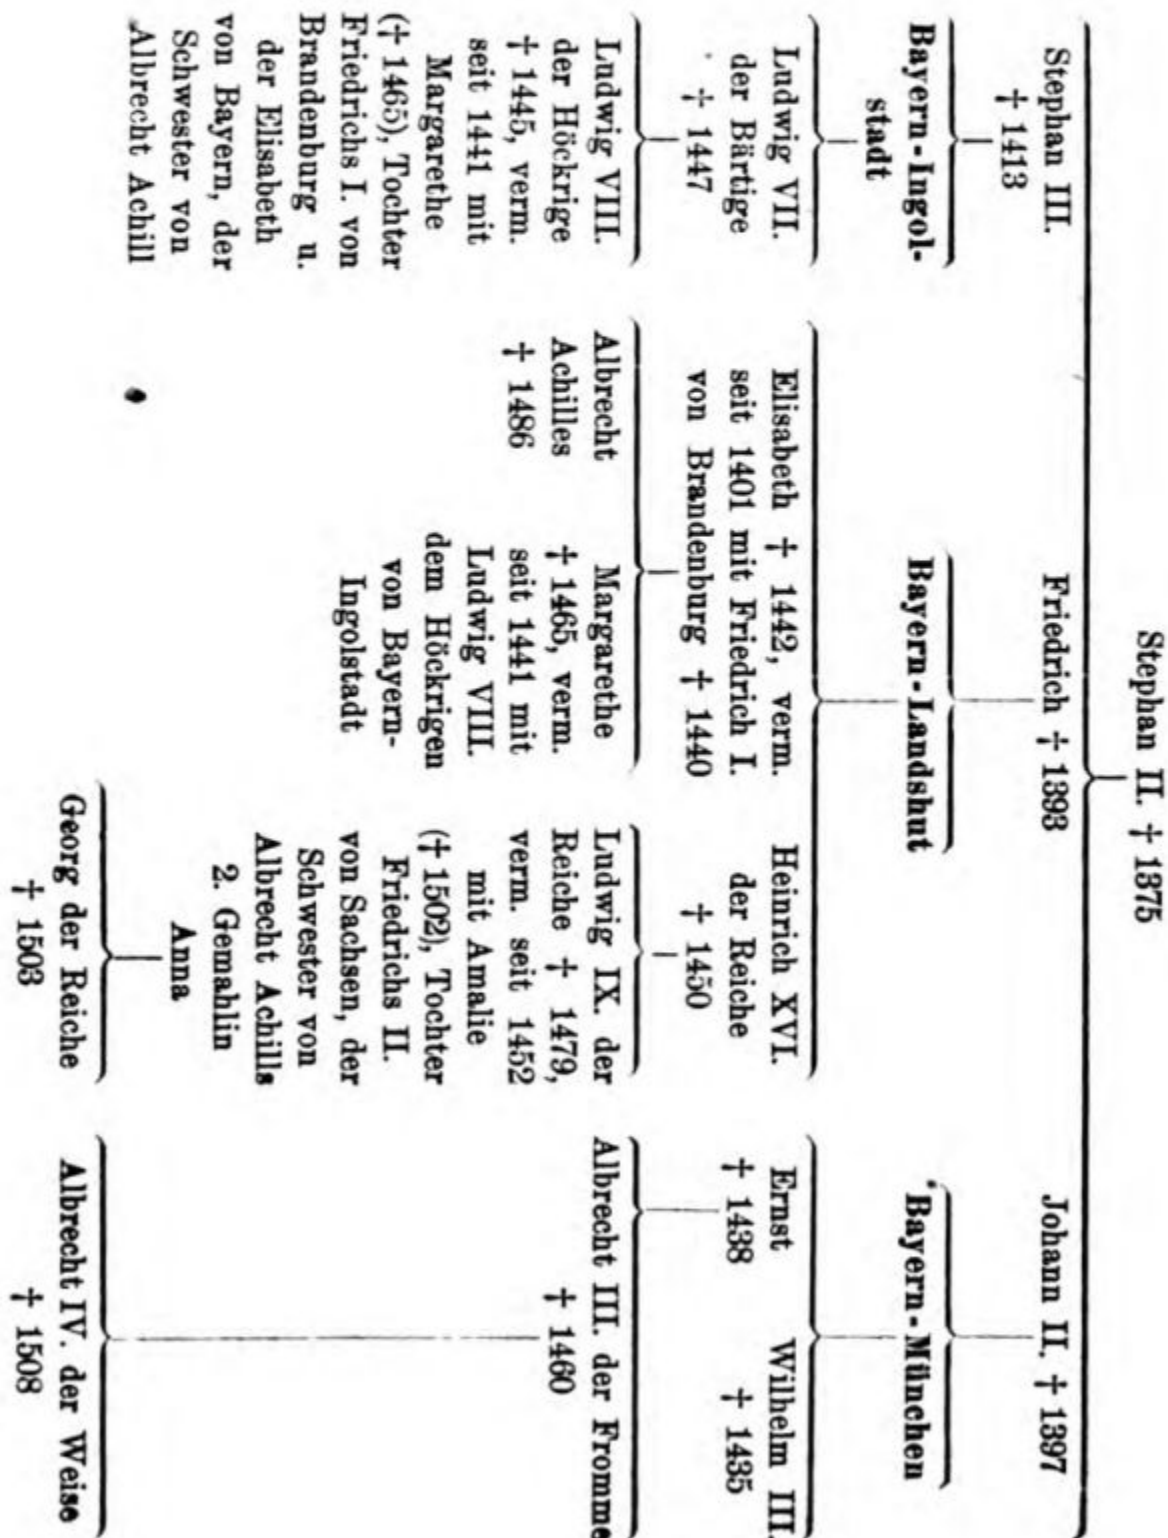 Stephan II. † 1375
Stephan III.
† 1413
Friedrich † 1393
Johann II. † 1397
Bayern-Ingol-
stadt
Bayern-Landshut
Bayern-München
Ludwig VII.
der Bärtige
† 1447
Elisabeth † 1442, verm.
seit 1401 mit Friedrich I.
von Brandenburg † 1440
Heinrich XVI.
der Reiche
† 1450
Ernst
† 1438
Wilhelm III.
† 1435
Ludwig VIII.
der Höckrige
† 1445, verm.
seit 1441 mit
Margarethe
(† 1465), Tochter
Friedrichs I. von
Brandenburg u.
der Elisabeth
von Bayern, der
Schwester von
Albrecht Achill
Albrecht
Achilles
† 1486
Margarethe
† 1465, verm.
seit 1441 mit
Ludwig VIII.
dem Höckrigen
von Bayern-
Ingolstadt
Ludwig IX. der
Reiche † 1479,
verm. seit 1452
mit Amalie
(† 1502), Tochter
Friedrichs II.
von Sachsen, der
Schwester von
Albrecht Achills
2. Gemahlin
Anna
Albrecht III. der Fromme
† 1460
Georg der Reiche
† 1503
Albrecht IV. der Weise
† 1508